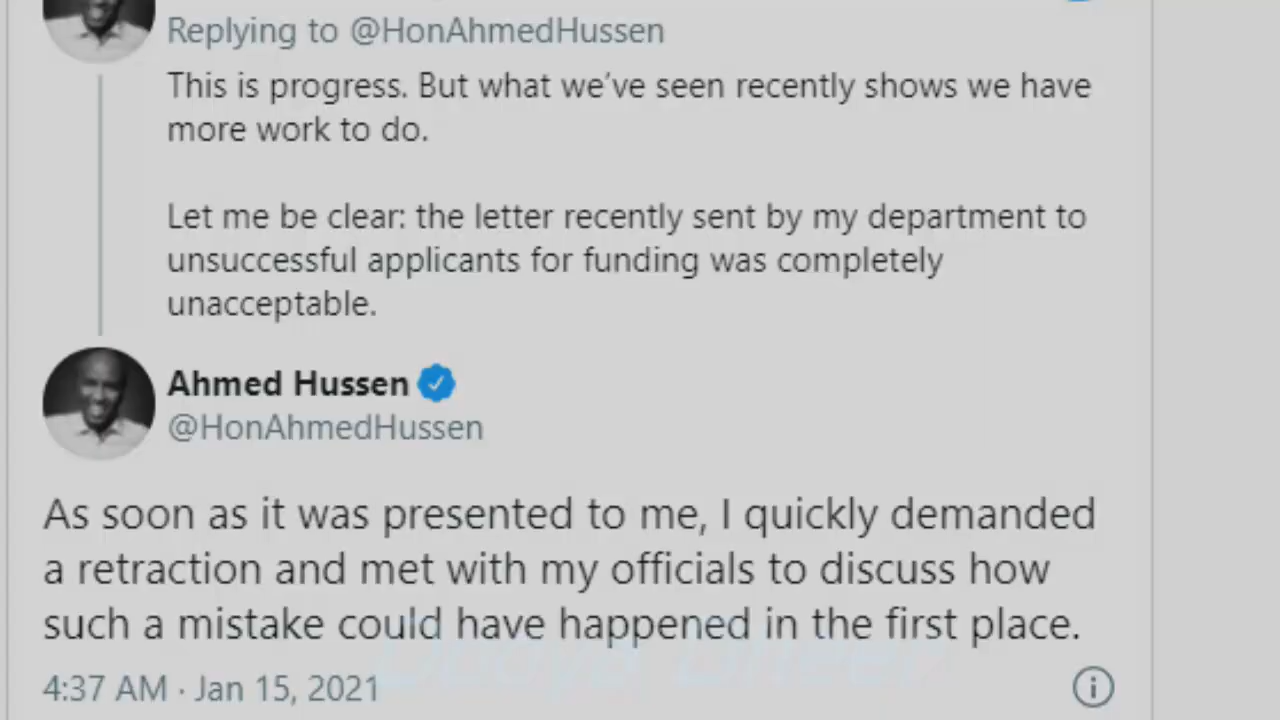 Replying to @HonAhmedHussen
This is progress. But what we've seen recently shows we have
more work to do.
Let me be clear: the letter recently sent by my department to
unsuccessful applicants for funding was completely
unacceptable.
Ahmed Hussen
@HonAhmedHussen
As soon as it was presented to me, I quickly demanded
a retraction and met with my officials to discuss how
such a mistake could have happened in the first place.
4:37 AM · Jan 15, 2021